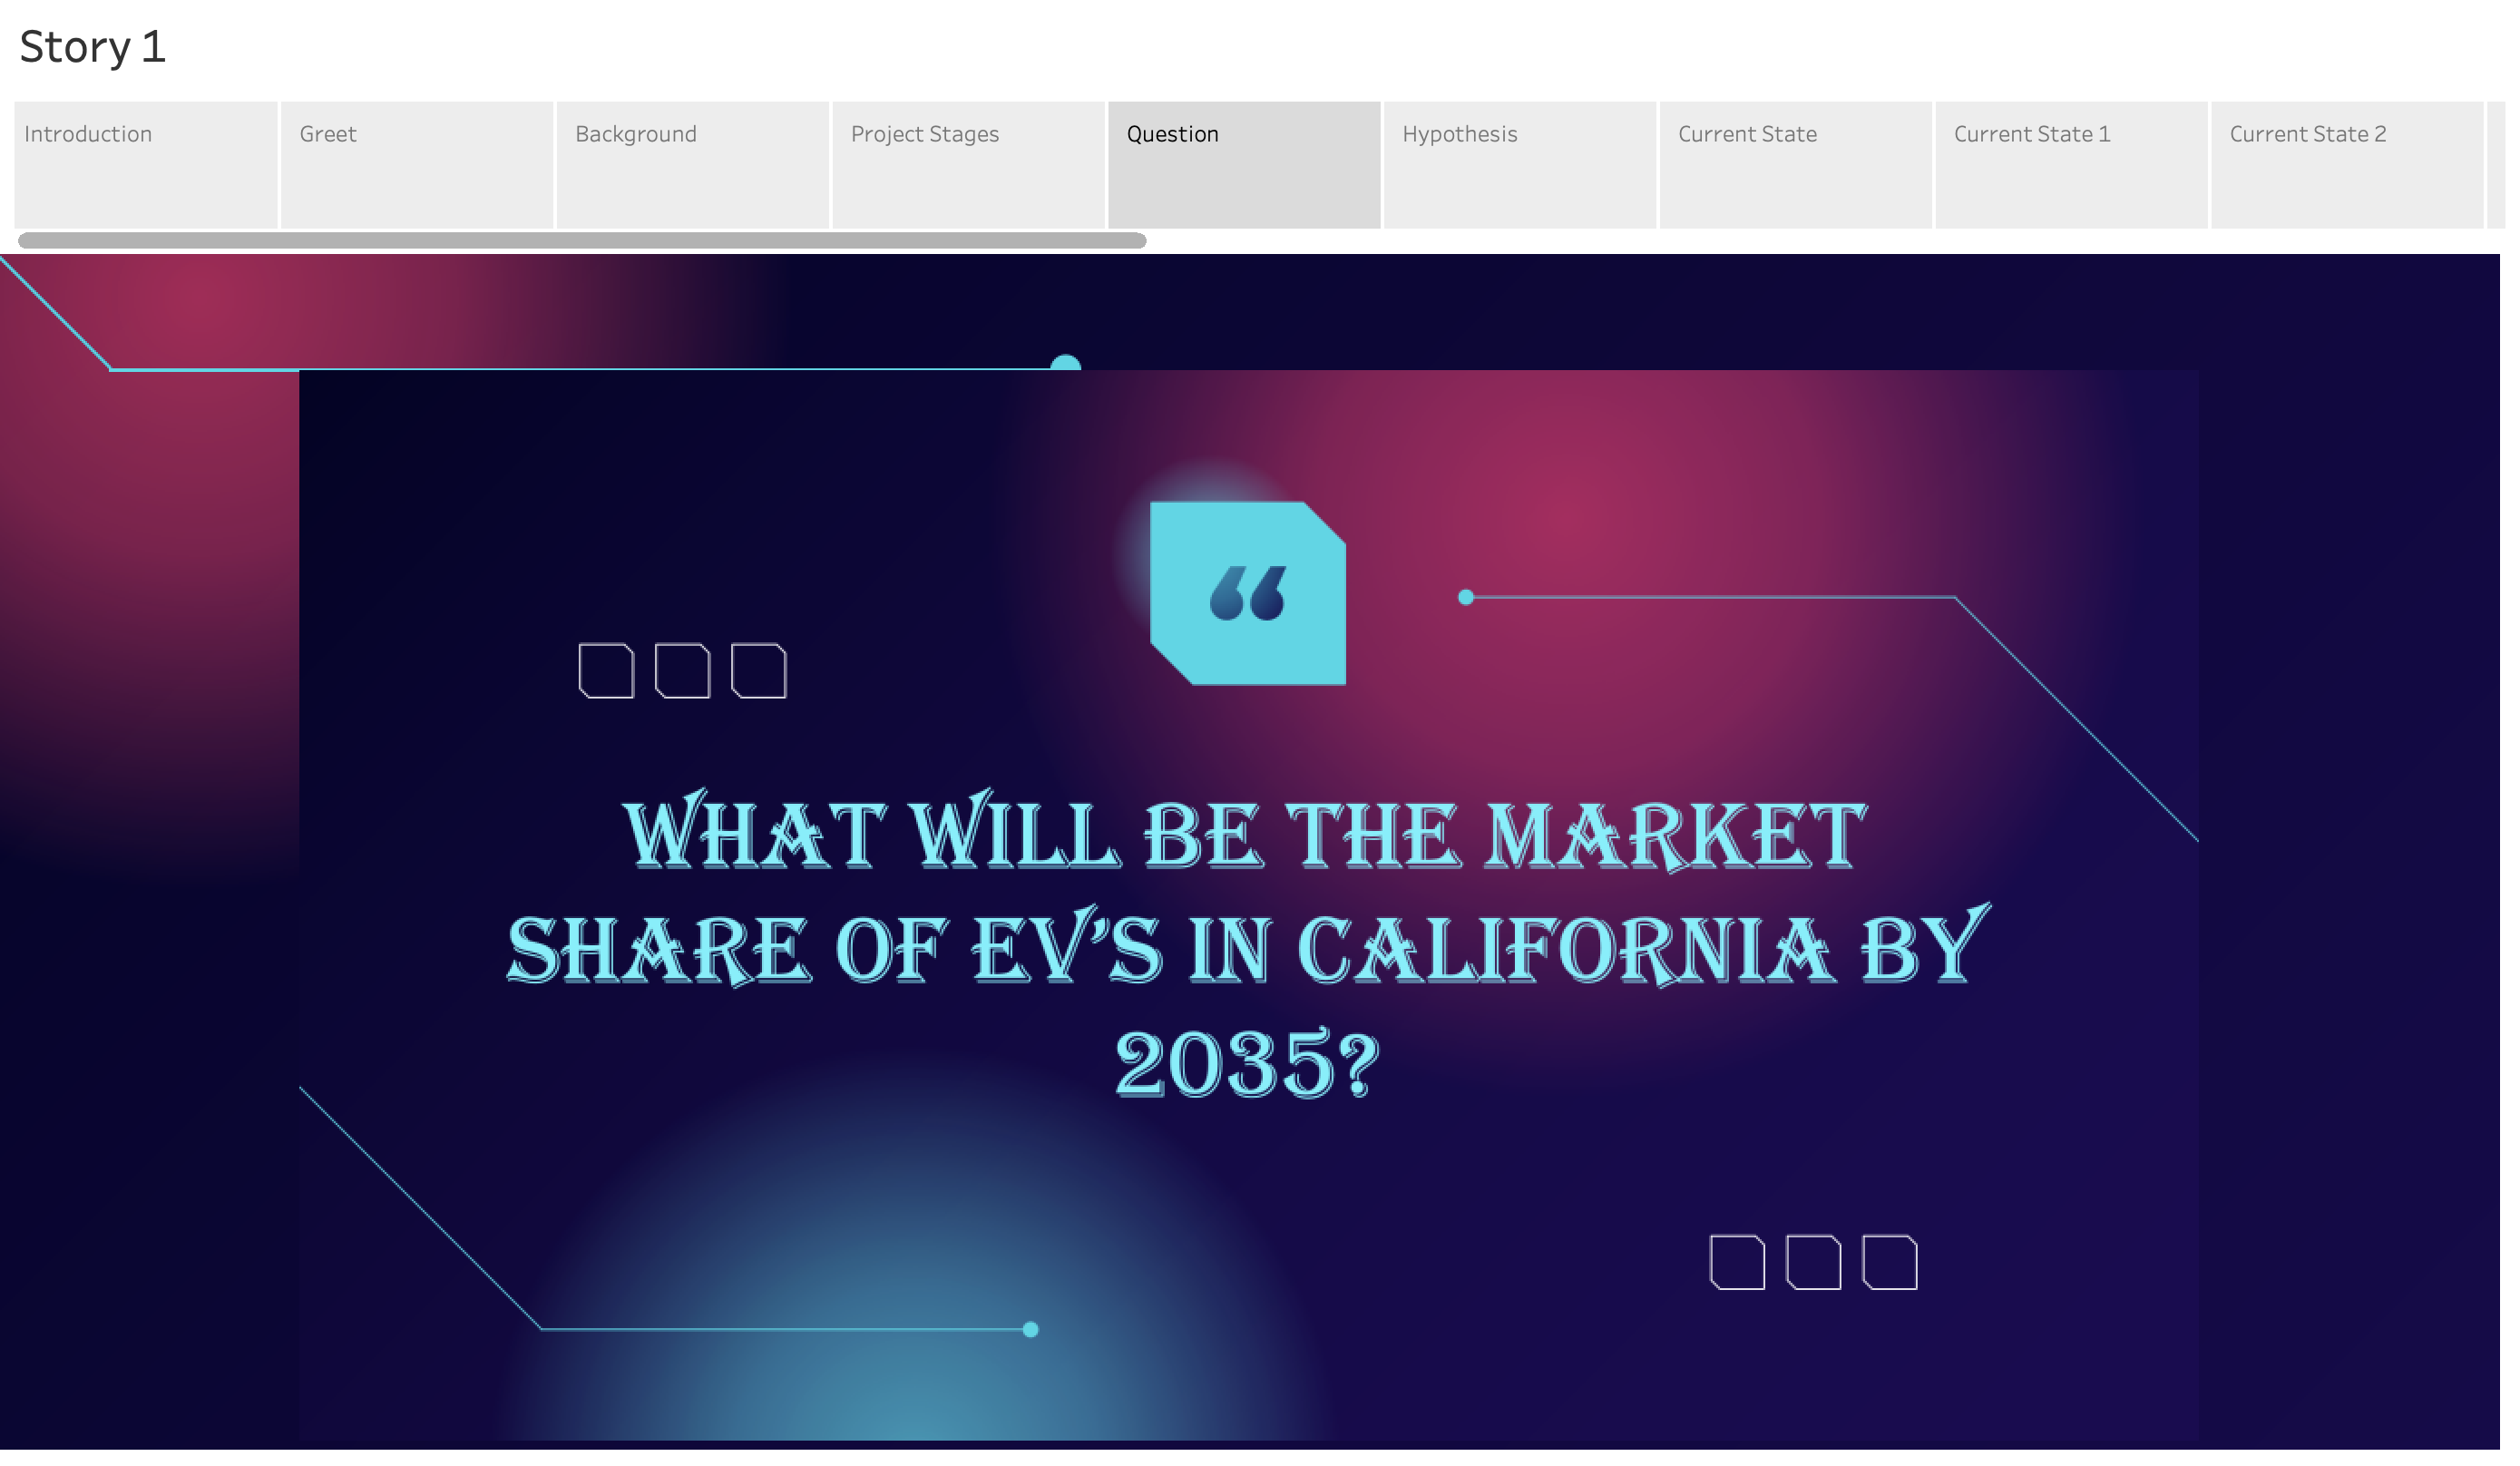 Story 1
Introduction
Greet
Background
Project Stages
Question
Hypothesis
Current State
Current State 1
Current State 2
“
WHAT WILL BE THE MARKET
SHARE OF EV’S IN CALIFORNIA BY
2035?